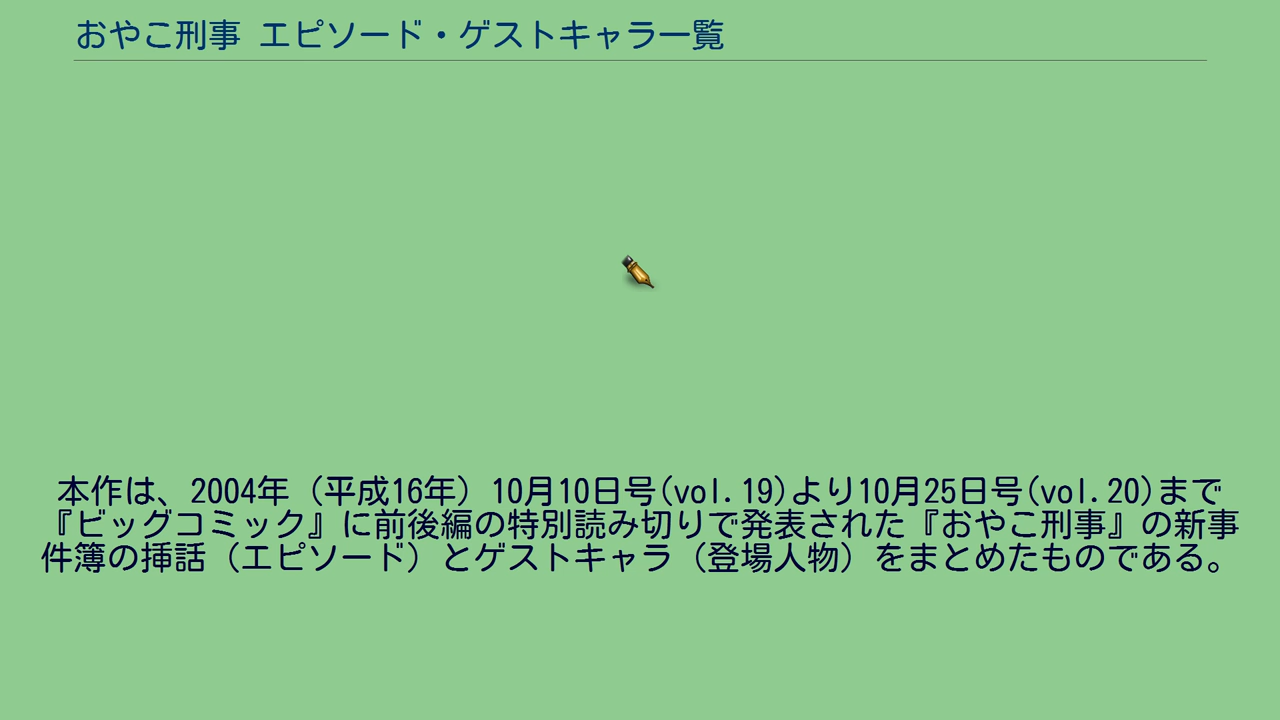 おやこ刑事 エピソード・ゲストキャラ一覧
本作は、2004年（平成16年）10月10日号(vol.19)より10月25日号(vol.20)まで
『ビッグコミック』に前後編の特別読み切りで発表された『おやこ刑事』の新事
件簿の挿話（エピソード）とゲストキャラ（登場人物）をまとめたものである。